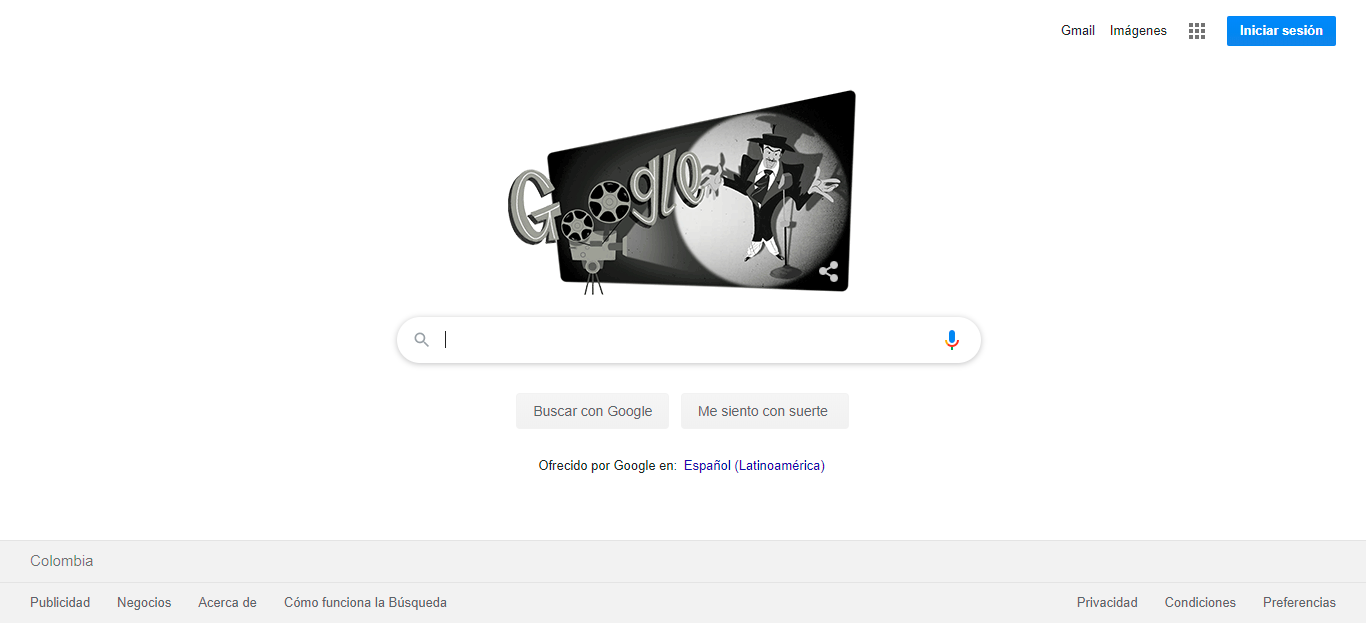 Gmail Imágenes Iniciar sesión
Google
Buscar con Google Me siento con suerte
Ofrecido por Google en: Español (Latinoamérica)
Colombia
Publicidad Negocios Acerca de Cómo funciona la Búsqueda Privacidad Condiciones Preferencias